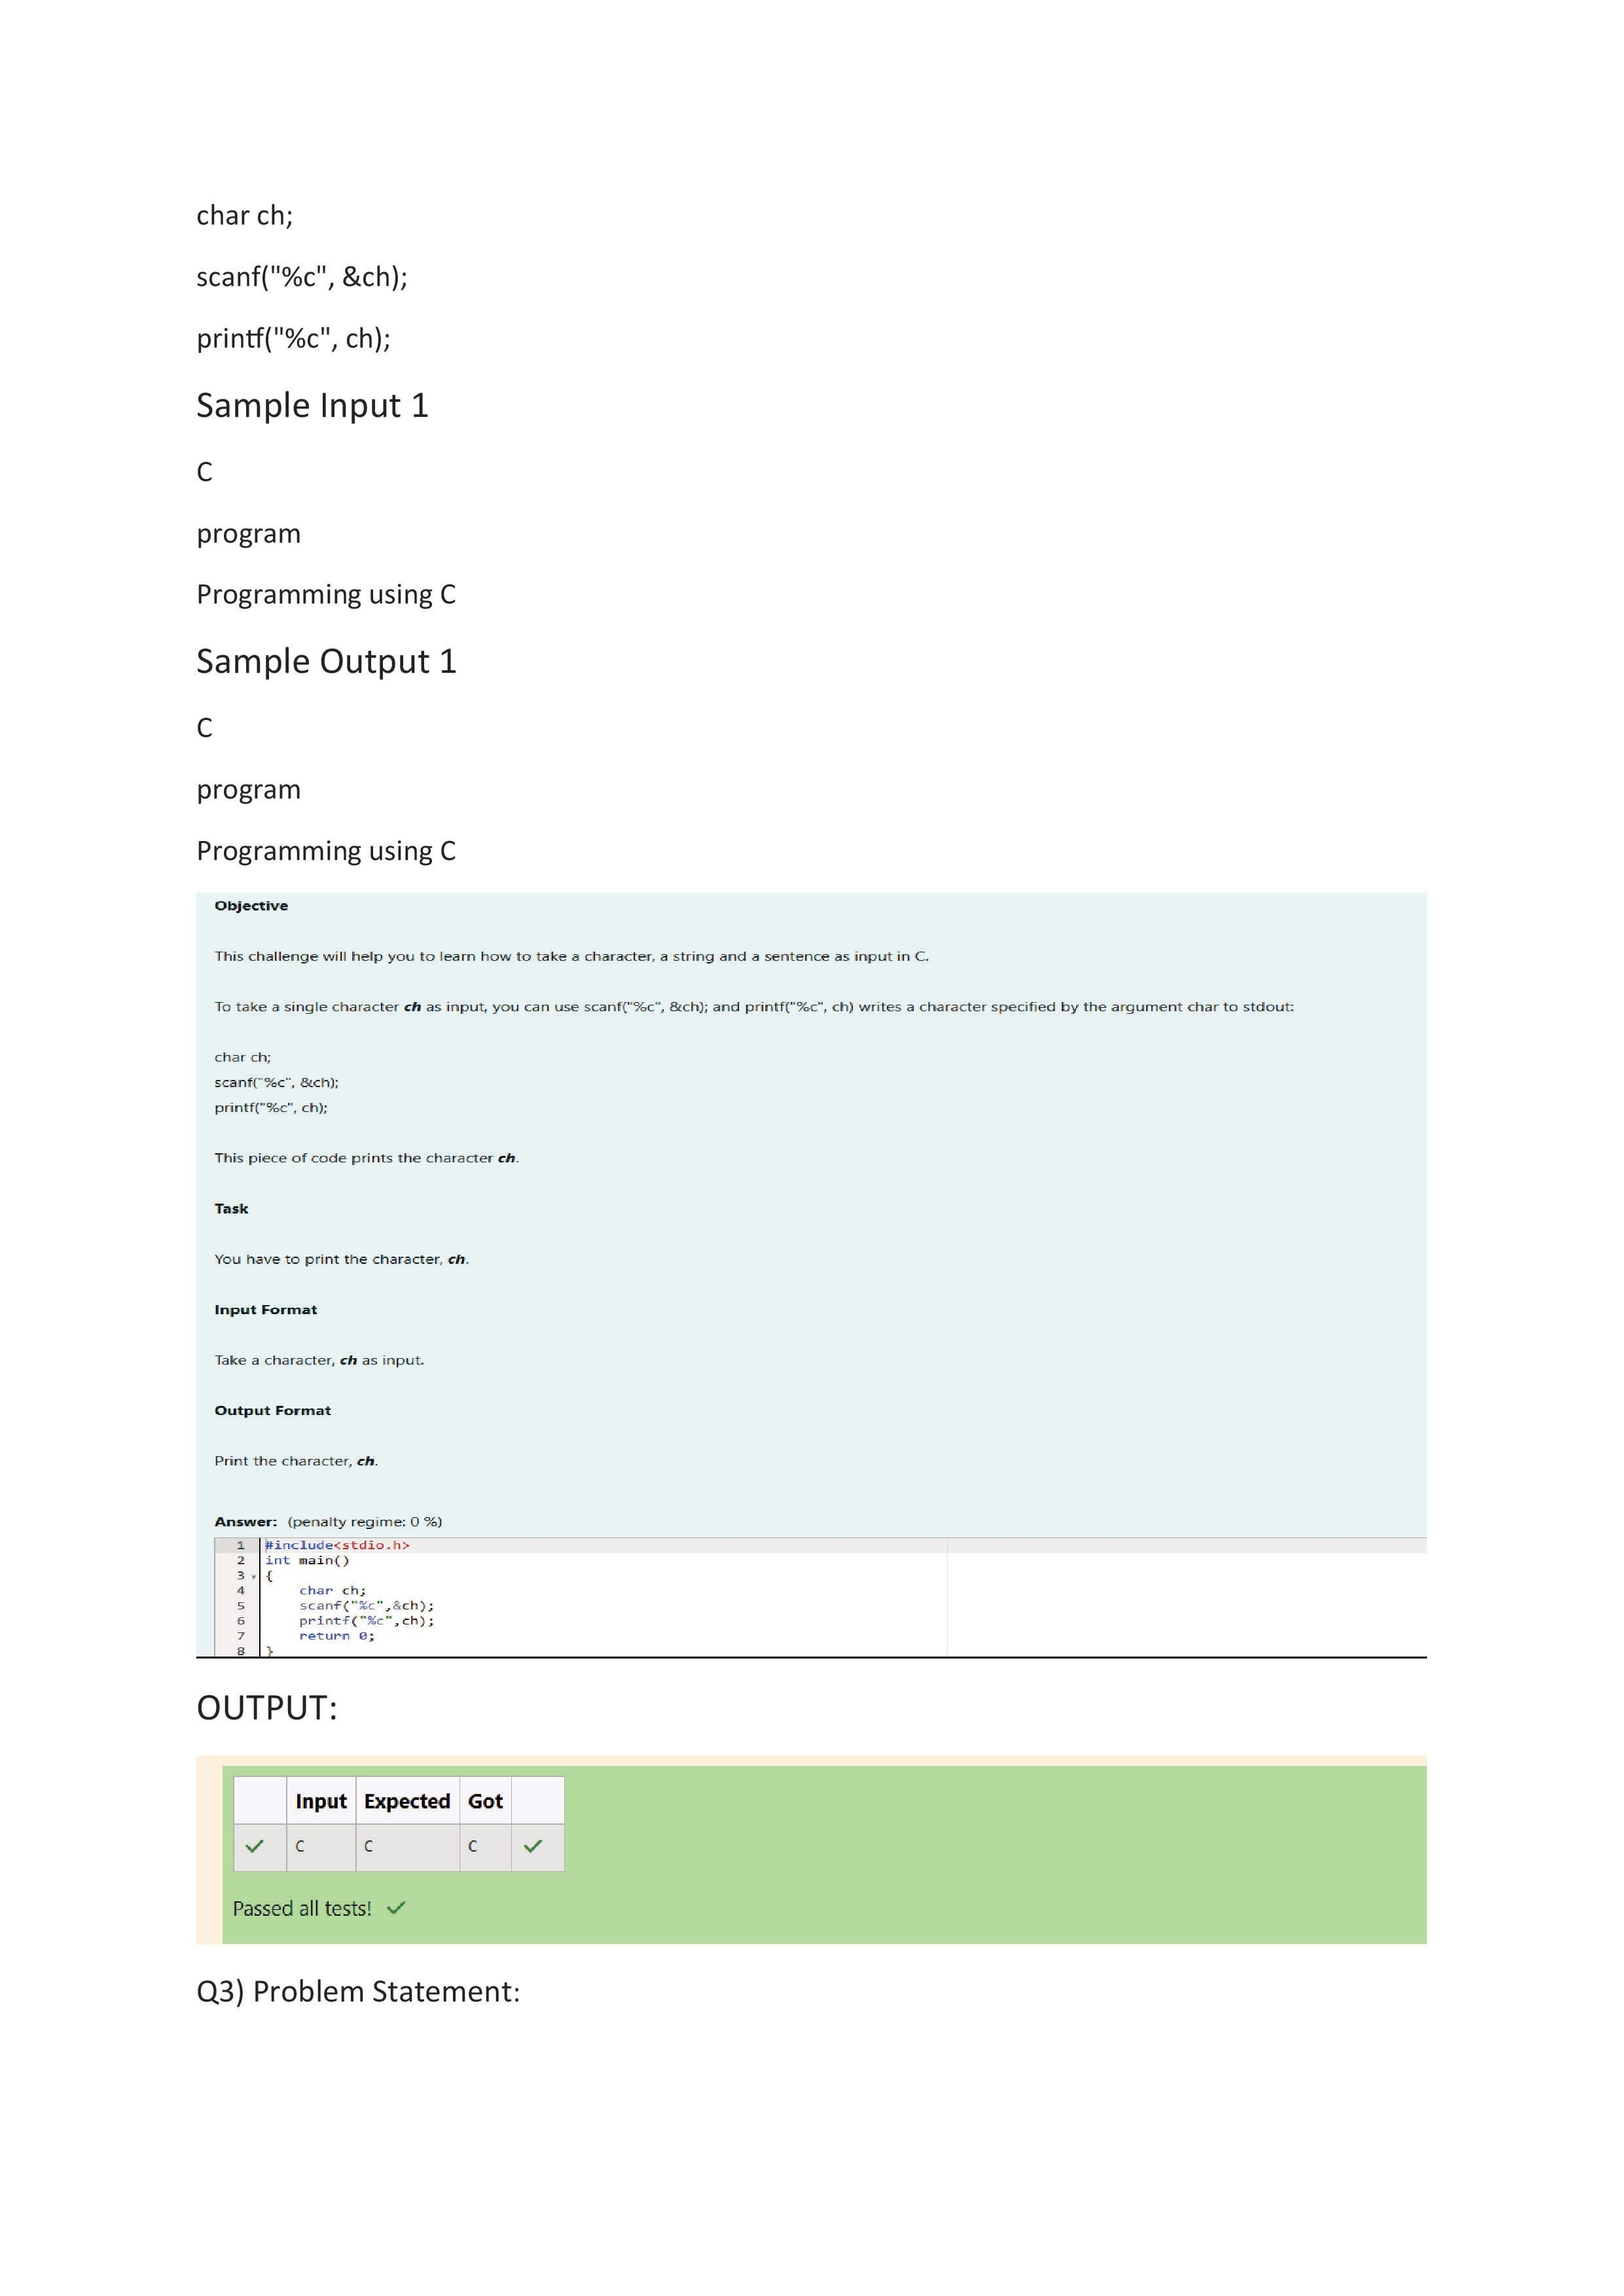 char ch;
scanf("%c", &ch);
printf("%c", ch);
Sample Input 1
C
program
Programming using C
Sample Output 1
C
program
Programming using C
Objective
This challenge will help you to learn how to take a character, a string and a sentence as input in C.
To take a single character ch as input, you can use scanf("%c", &ch); and printf("%c", ch) writes a character specified by the argument char to stdout:
char ch;
scanf("%c", &ch);
printf("%c", ch);
This piece of code prints the character ch.
Task
You have to print the character, ch.
Input Format
Take a character, ch as input.
Output Format
Print the character, ch.
Answer: (penalty regime: 0 %)
1 #include<stdio.h>
2 int main()
3 {
4 char ch;
5 scanf("%c",&ch);
6 printf("%c",ch);
7 return 0;
8 }
OUTPUT:
Input Expected Got
C C C
Passed all tests!
Q3) Problem Statement: